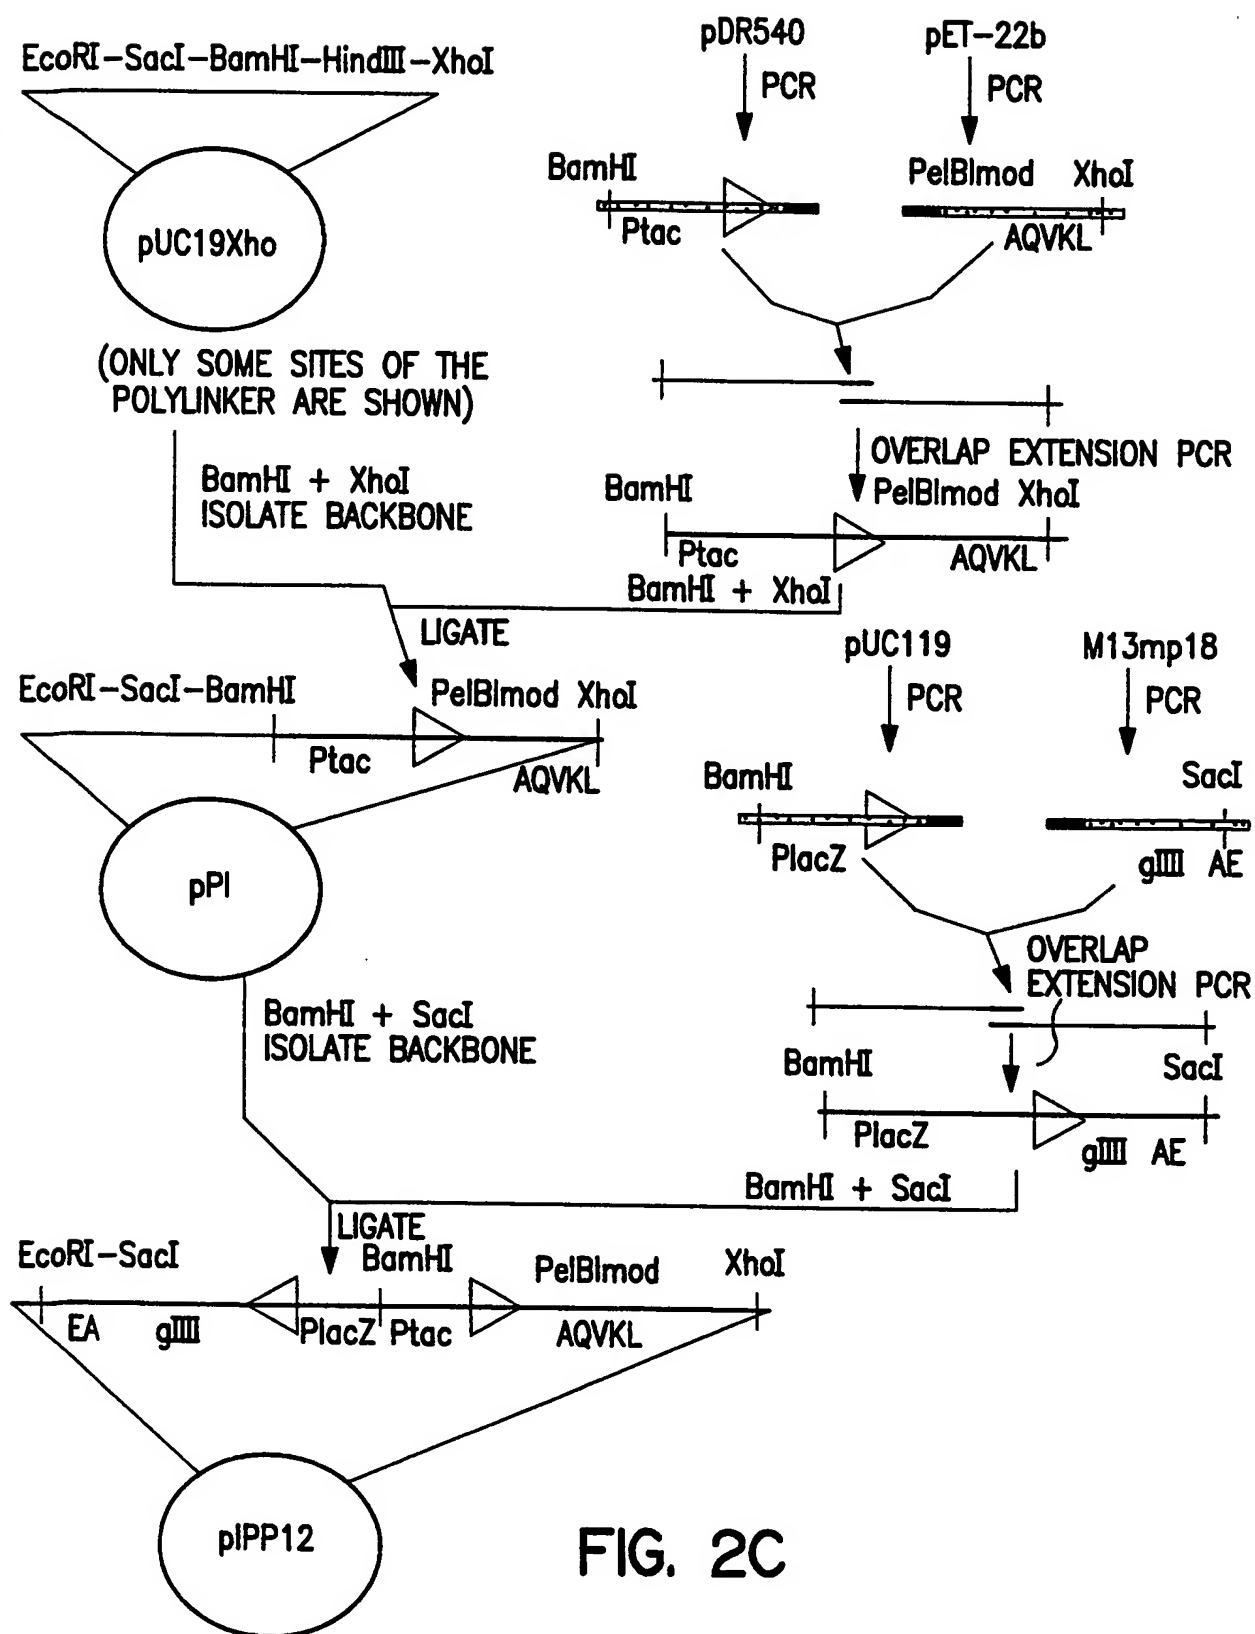 EcoRI-SacI-BamHI-HindIII-XhoI
pUC19Xho
(ONLY SOME SITES OF THE
POLYLINKER ARE SHOWN)
pDR540
PCR
pET-22b
PCR
BamHI
Ptac
PelBlmod XhoI
AQVKL
OVERLAP EXTENSION PCR
BamHI
PelBlmod XhoI
Ptac
AQVKL
BamHI + XhoI
ISOLATE BACKBONE
BamHI + XhoI
LIGATE
EcoRI-SacI-BamHI
PelBlmod XhoI
Ptac
AQVKL
pPI
pUC119
PCR
M13mp18
PCR
BamHI
PlacZ
SacI
gIIII AE
OVERLAP
EXTENSION PCR
BamHI
SacI
PlacZ
gIIII AE
BamHI + SacI
ISOLATE BACKBONE
BamHI + SacI
LIGATE
EcoRI-SacI
BamHI
PelBlmod
XhoI
EA
gIIII
PlacZ
Ptac
AQVKL
pIPP12
FIG. 2C